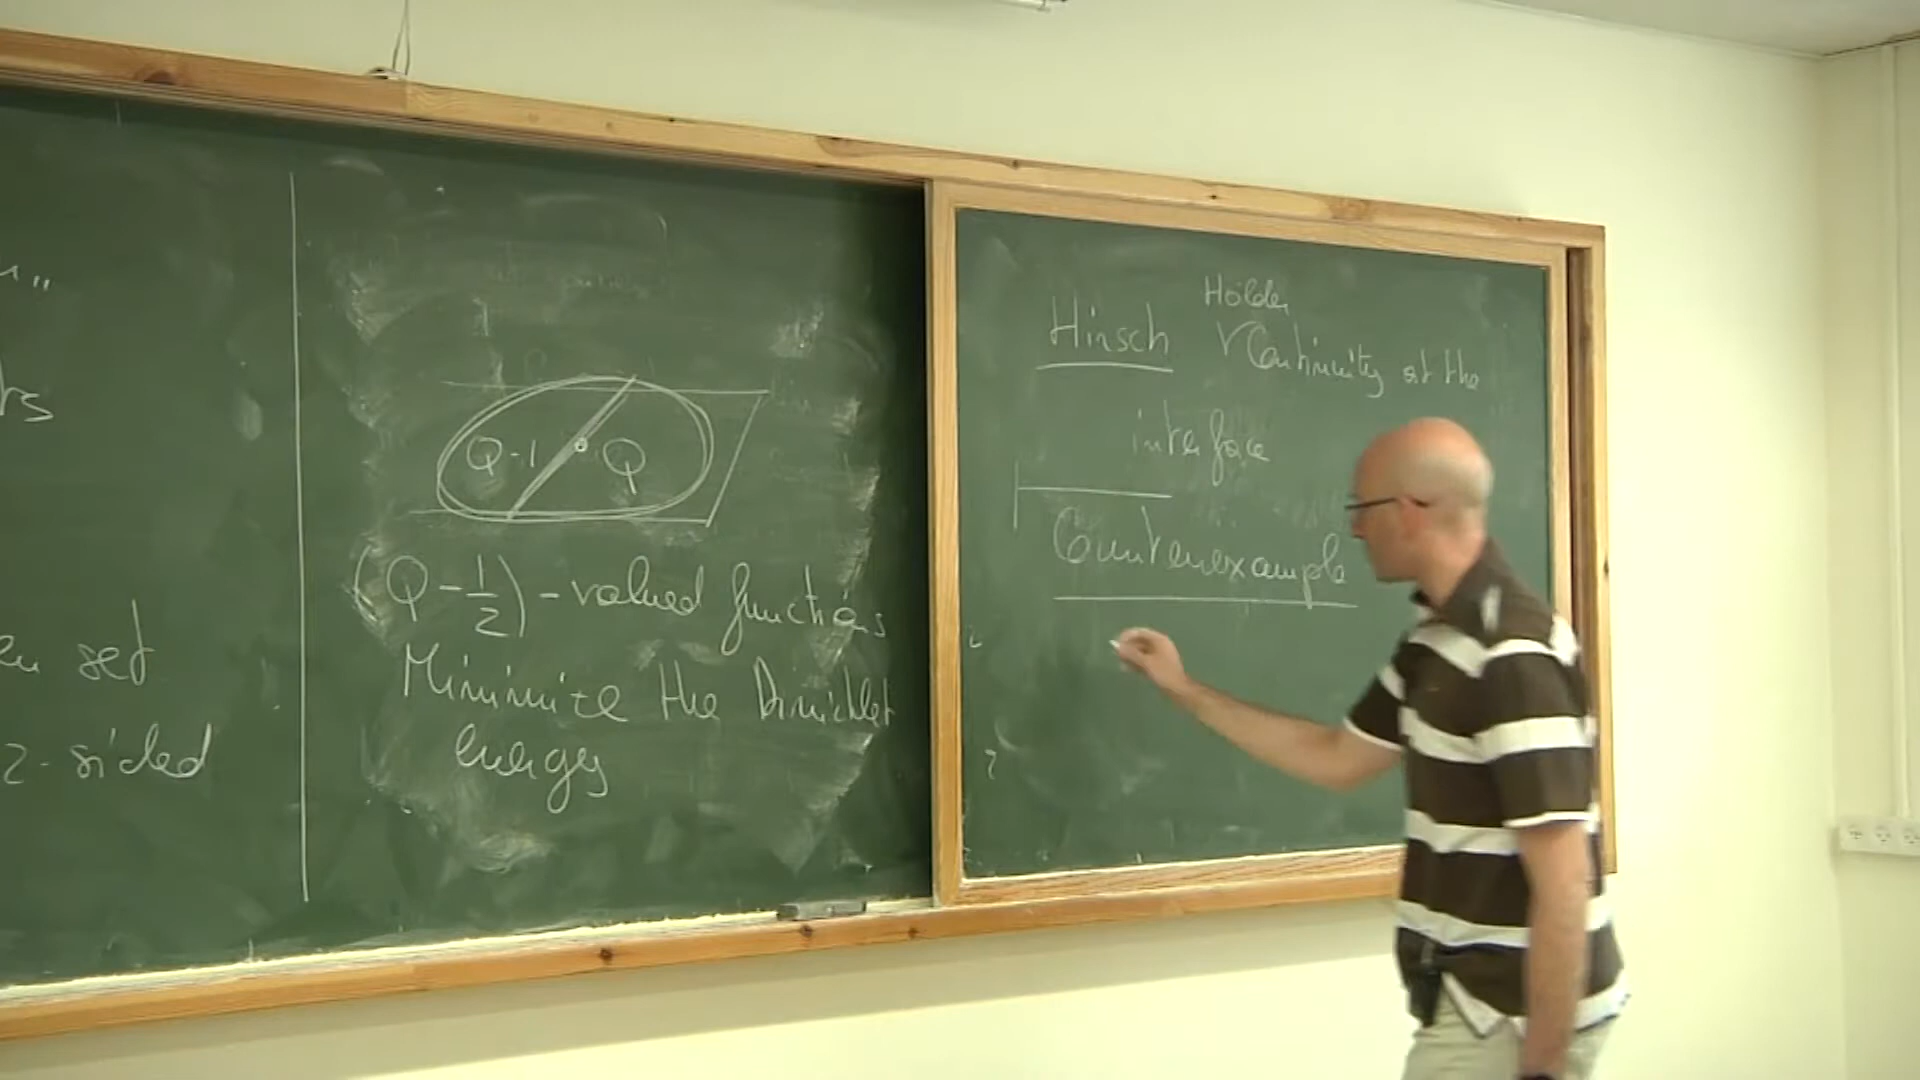 en set
2-sided
Q-1 Q
(Q-1/2)-valued functions
Minimize the Dirichlet
energy
Hölder
Hirsch Continuity at the
interface
Counterexample